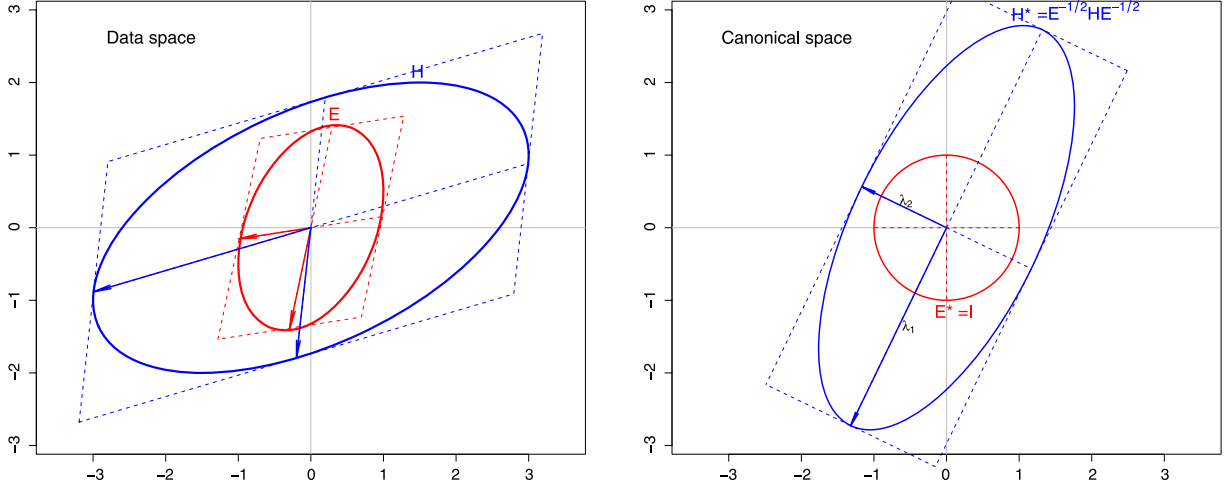 Data space
H
E
3
2
1
0
−1
−2
−3
−3 −2 −1 0 1 2 3
Canonical space
H* =E−1/2HE−1/2
λ2
λ1
E* =I
3
2
1
0
−1
−2
−3
−3 −2 −1 0 1 2 3